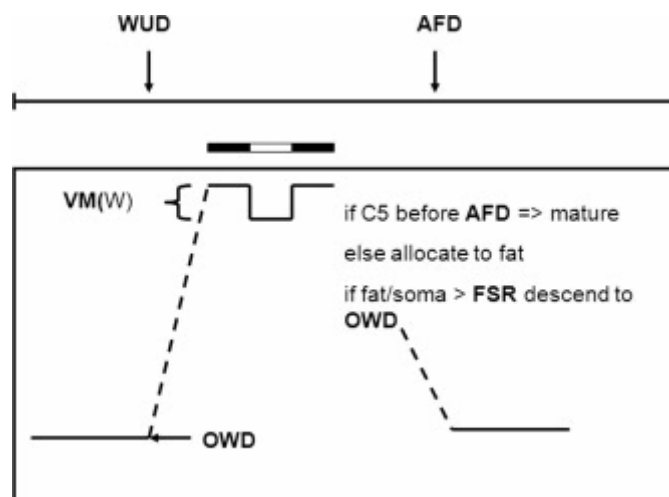 WUD
AFD
VM(W)
if C5 before AFD => mature
else allocate to fat
if fat/soma > FSR descend to
OWD
OWD